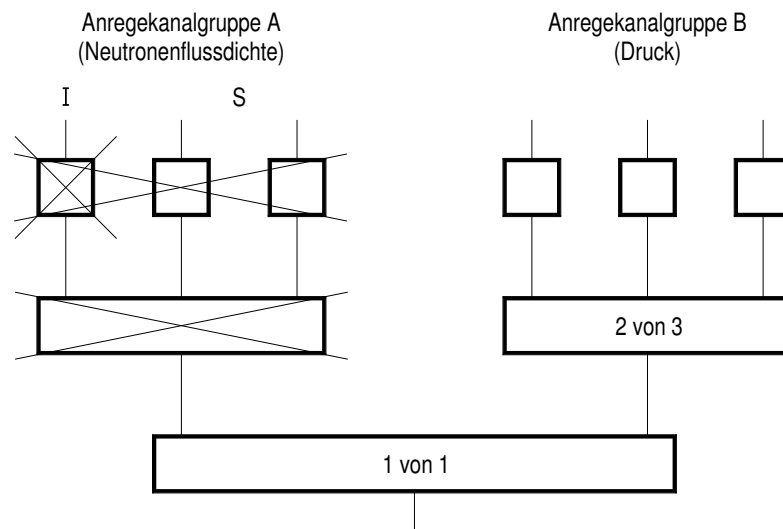 Anregekanalgruppe A
(Neutronenflussdichte)
Anregekanalgruppe B
(Druck)
I
S
2 von 3
1 von 1